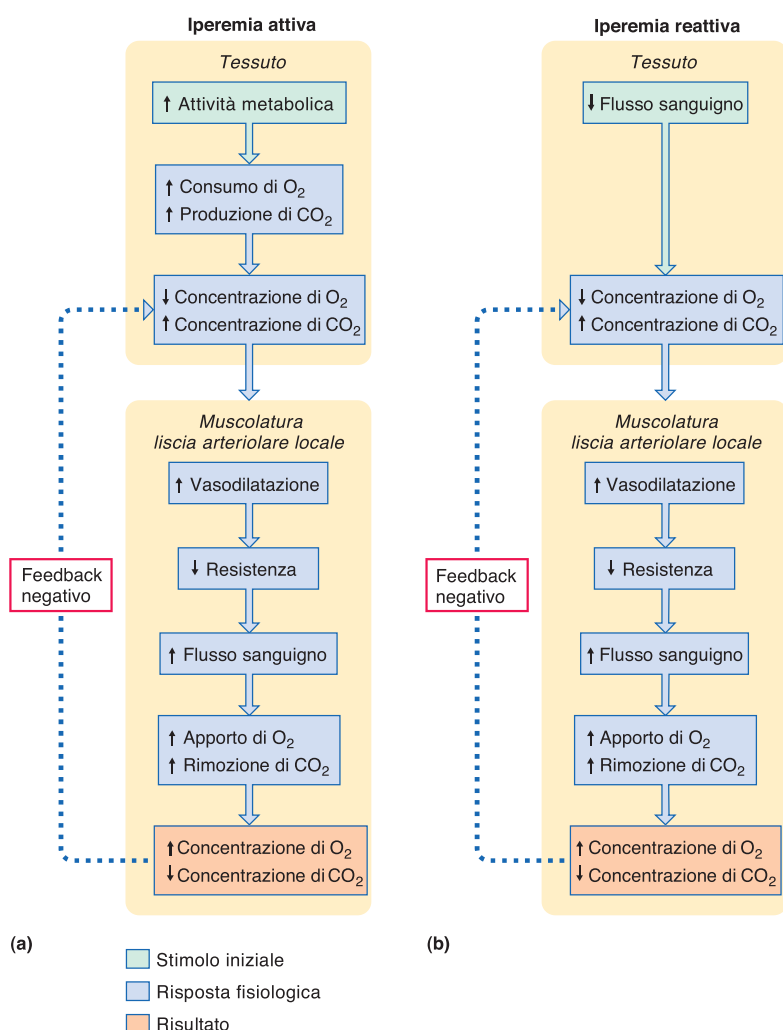 Iperemia attiva
Tessuto
↑ Attività metabolica
↑ Consumo di O₂
↑ Produzione di CO₂
↓ Concentrazione di O₂
↑ Concentrazione di CO₂
Muscolatura
liscia arteriolare locale
↑ Vasodilatazione
↓ Resistenza
Feedback
negativo
↑ Flusso sanguigno
↑ Apporto di O₂
↑ Rimozione di CO₂
↑ Concentrazione di O₂
↓ Concentrazione di CO₂
(a)
Iperemia reattiva
Tessuto
↓ Flusso sanguigno
↓ Concentrazione di O₂
↑ Concentrazione di CO₂
Muscolatura
liscia arteriolare locale
↑ Vasodilatazione
↓ Resistenza
Feedback
negativo
↑ Flusso sanguigno
↑ Apporto di O₂
↑ Rimozione di CO₂
↑ Concentrazione di O₂
↓ Concentrazione di CO₂
(b)
Stimolo iniziale
Risposta fisiologica
Risultato